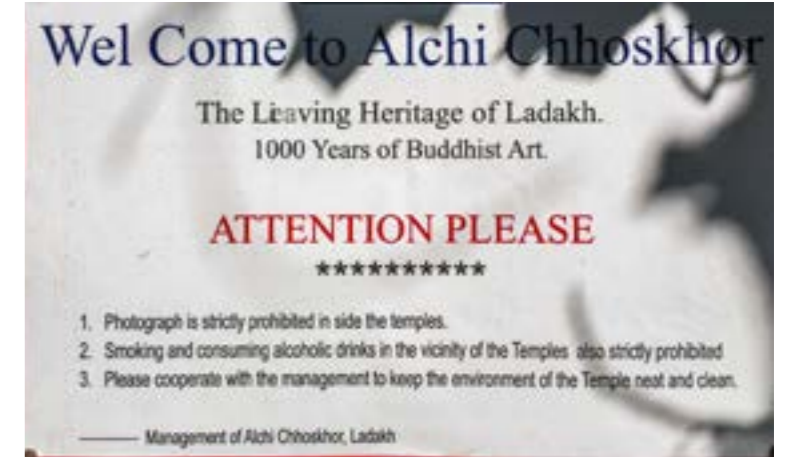 Wel Come to Alchi Chhoskhor
The Leaving Heritage of Ladakh.
1000 Years of Buddhist Art.
ATTENTION PLEASE
**********
1. Photograph is strictly prohibited in side the temples.
2. Smoking and consuming alcoholic drinks in the vicinity of the Temples also strictly prohibited
3. Please cooperate with the management to keep the environment of the Temple neat and clean.
——— Management of Alchi Chhoskhor, Ladakh